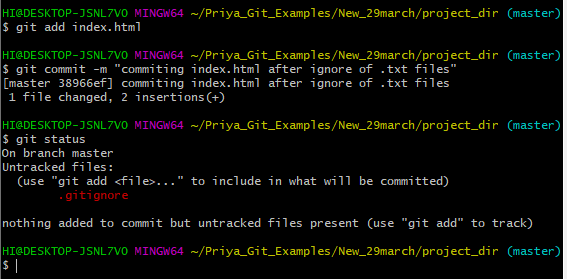 HI@DESKTOP-JSNL7VO MINGW64 ~/Priya_Git_Examples/New_29march/project_dir (master)
$ git add index.html
HI@DESKTOP-JSNL7VO MINGW64 ~/Priya_Git_Examples/New_29march/project_dir (master)
$ git commit -m "commiting index.html after ignore of .txt files"
[master 38966ef] commiting index.html after ignore of .txt files
1 file changed, 2 insertions(+)
HI@DESKTOP-JSNL7VO MINGW64 ~/Priya_Git_Examples/New_29march/project_dir (master)
$ git status
On branch master
Untracked files:
(use "git add <file>..." to include in what will be committed)
.gitignore
nothing added to commit but untracked files present (use "git add" to track)
HI@DESKTOP-JSNL7VO MINGW64 ~/Priya_Git_Examples/New_29march/project_dir (master)
$